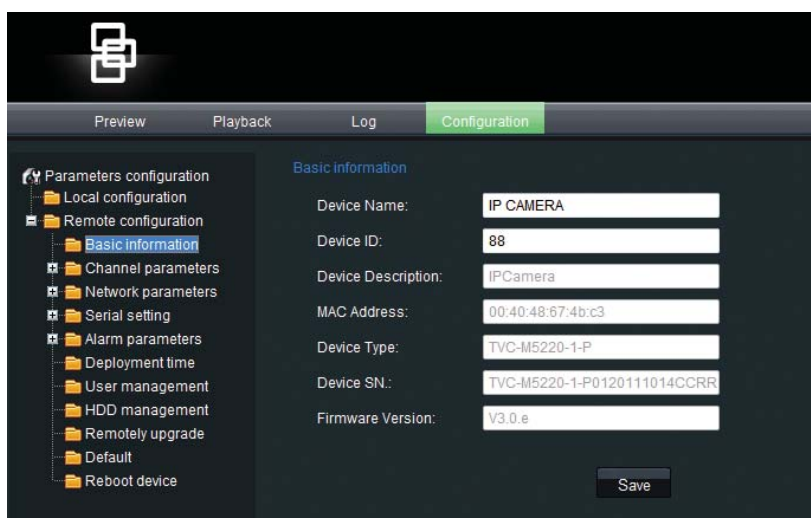 Preview Playback Log Configuration
Parameters configuration
Local configuration
Remote configuration
Basic information
Channel parameters
Network parameters
Serial setting
Alarm parameters
Deployment time
User management
HDD management
Remotely upgrade
Default
Reboot device
Basic information
Device Name: IP CAMERA
Device ID: 88
Device Description: IPCamera
MAC Address: 00:40:48:67:4b:c3
Device Type: TVC-M5220-1-P
Device SN.: TVC-M5220-1-P0120111014CCRR
Firmware Version: V3.0.e
Save